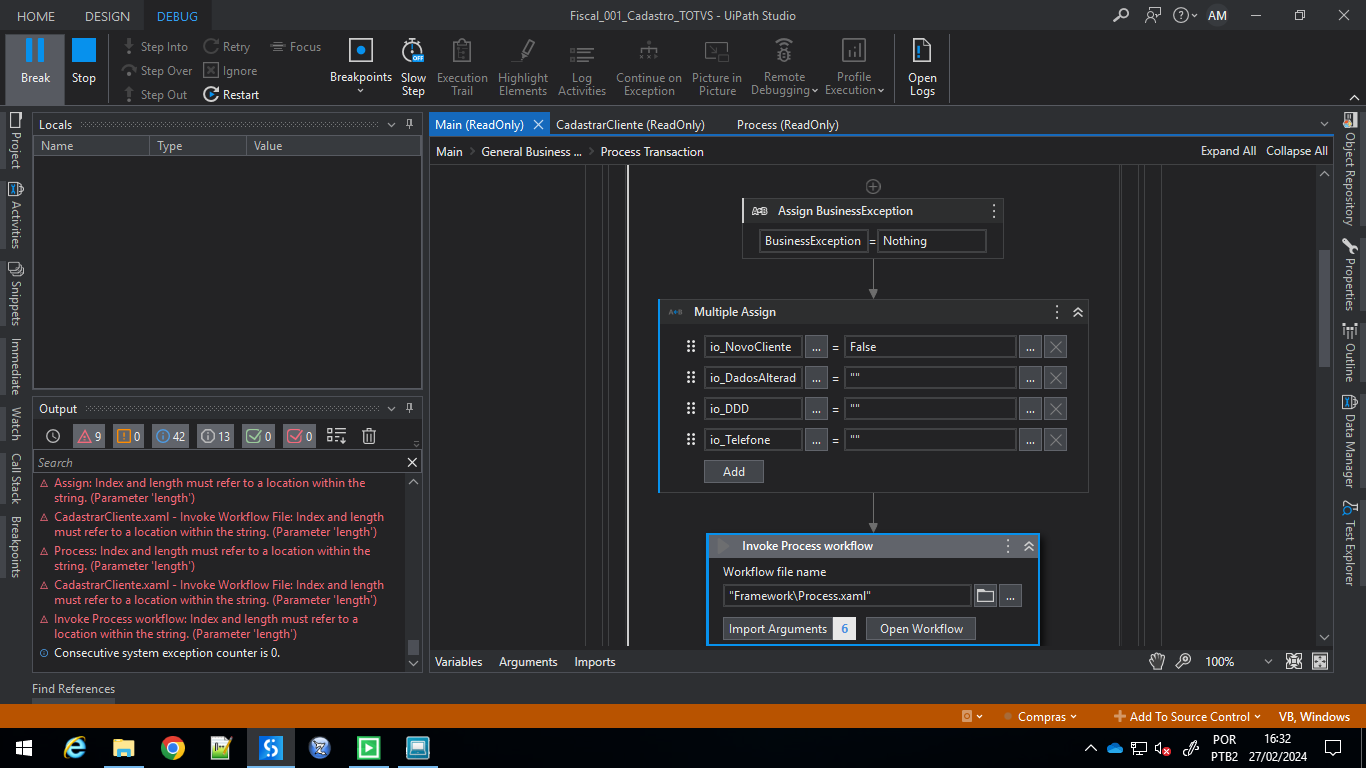 HOME DESIGN DEBUG
Fiscal_001_Cadastro_TOTVS - UiPath Studio
AM
Break
Stop
Step Into
Step Over
Step Out
Retry
Ignore
Restart
Focus
Breakpoints
Slow
Step
OFF
Execution
Trail
Highlight
Elements
Log
Activities
Continue on
Exception
Picture in
Picture
Remote
Debugging
Profile
Execution
Open
Logs
Project
Activities
Snippets
Immediate
Watch
Call Stack
Breakpoints
Locals
Name Type Value
Output
9 0 42 13 0 0
Search
Assign: Index and length must refer to a location within the
string. (Parameter 'length')
CadastrarCliente.xaml - Invoke Workflow File: Index and length
must refer to a location within the string. (Parameter 'length')
Process: Index and length must refer to a location within the
string. (Parameter 'length')
CadastrarCliente.xaml - Invoke Workflow File: Index and length
must refer to a location within the string. (Parameter 'length')
Invoke Process workflow: Index and length must refer to a
location within the string. (Parameter 'length')
Consecutive system exception counter is 0.
Find References
Main (ReadOnly) CadastrarCliente (ReadOnly) Process (ReadOnly)
Main > General Business ... > Process Transaction
Expand All Collapse All
A+B Assign BusinessException
BusinessException = Nothing
A+B Multiple Assign
io_NovoCliente ... = False ...
io_DadosAlterad ... = "" ...
io_DDD ... = "" ...
io_Telefone ... = "" ...
Add
Invoke Process workflow
Workflow file name
"Framework\Process.xaml" ...
Import Arguments 6 Open Workflow
Variables Arguments Imports
100%
Object Repository
Properties
Outline
Data Manager
Test Explorer
Compras
Add To Source Control
VB, Windows
POR
PTB2
16:32
27/02/2024